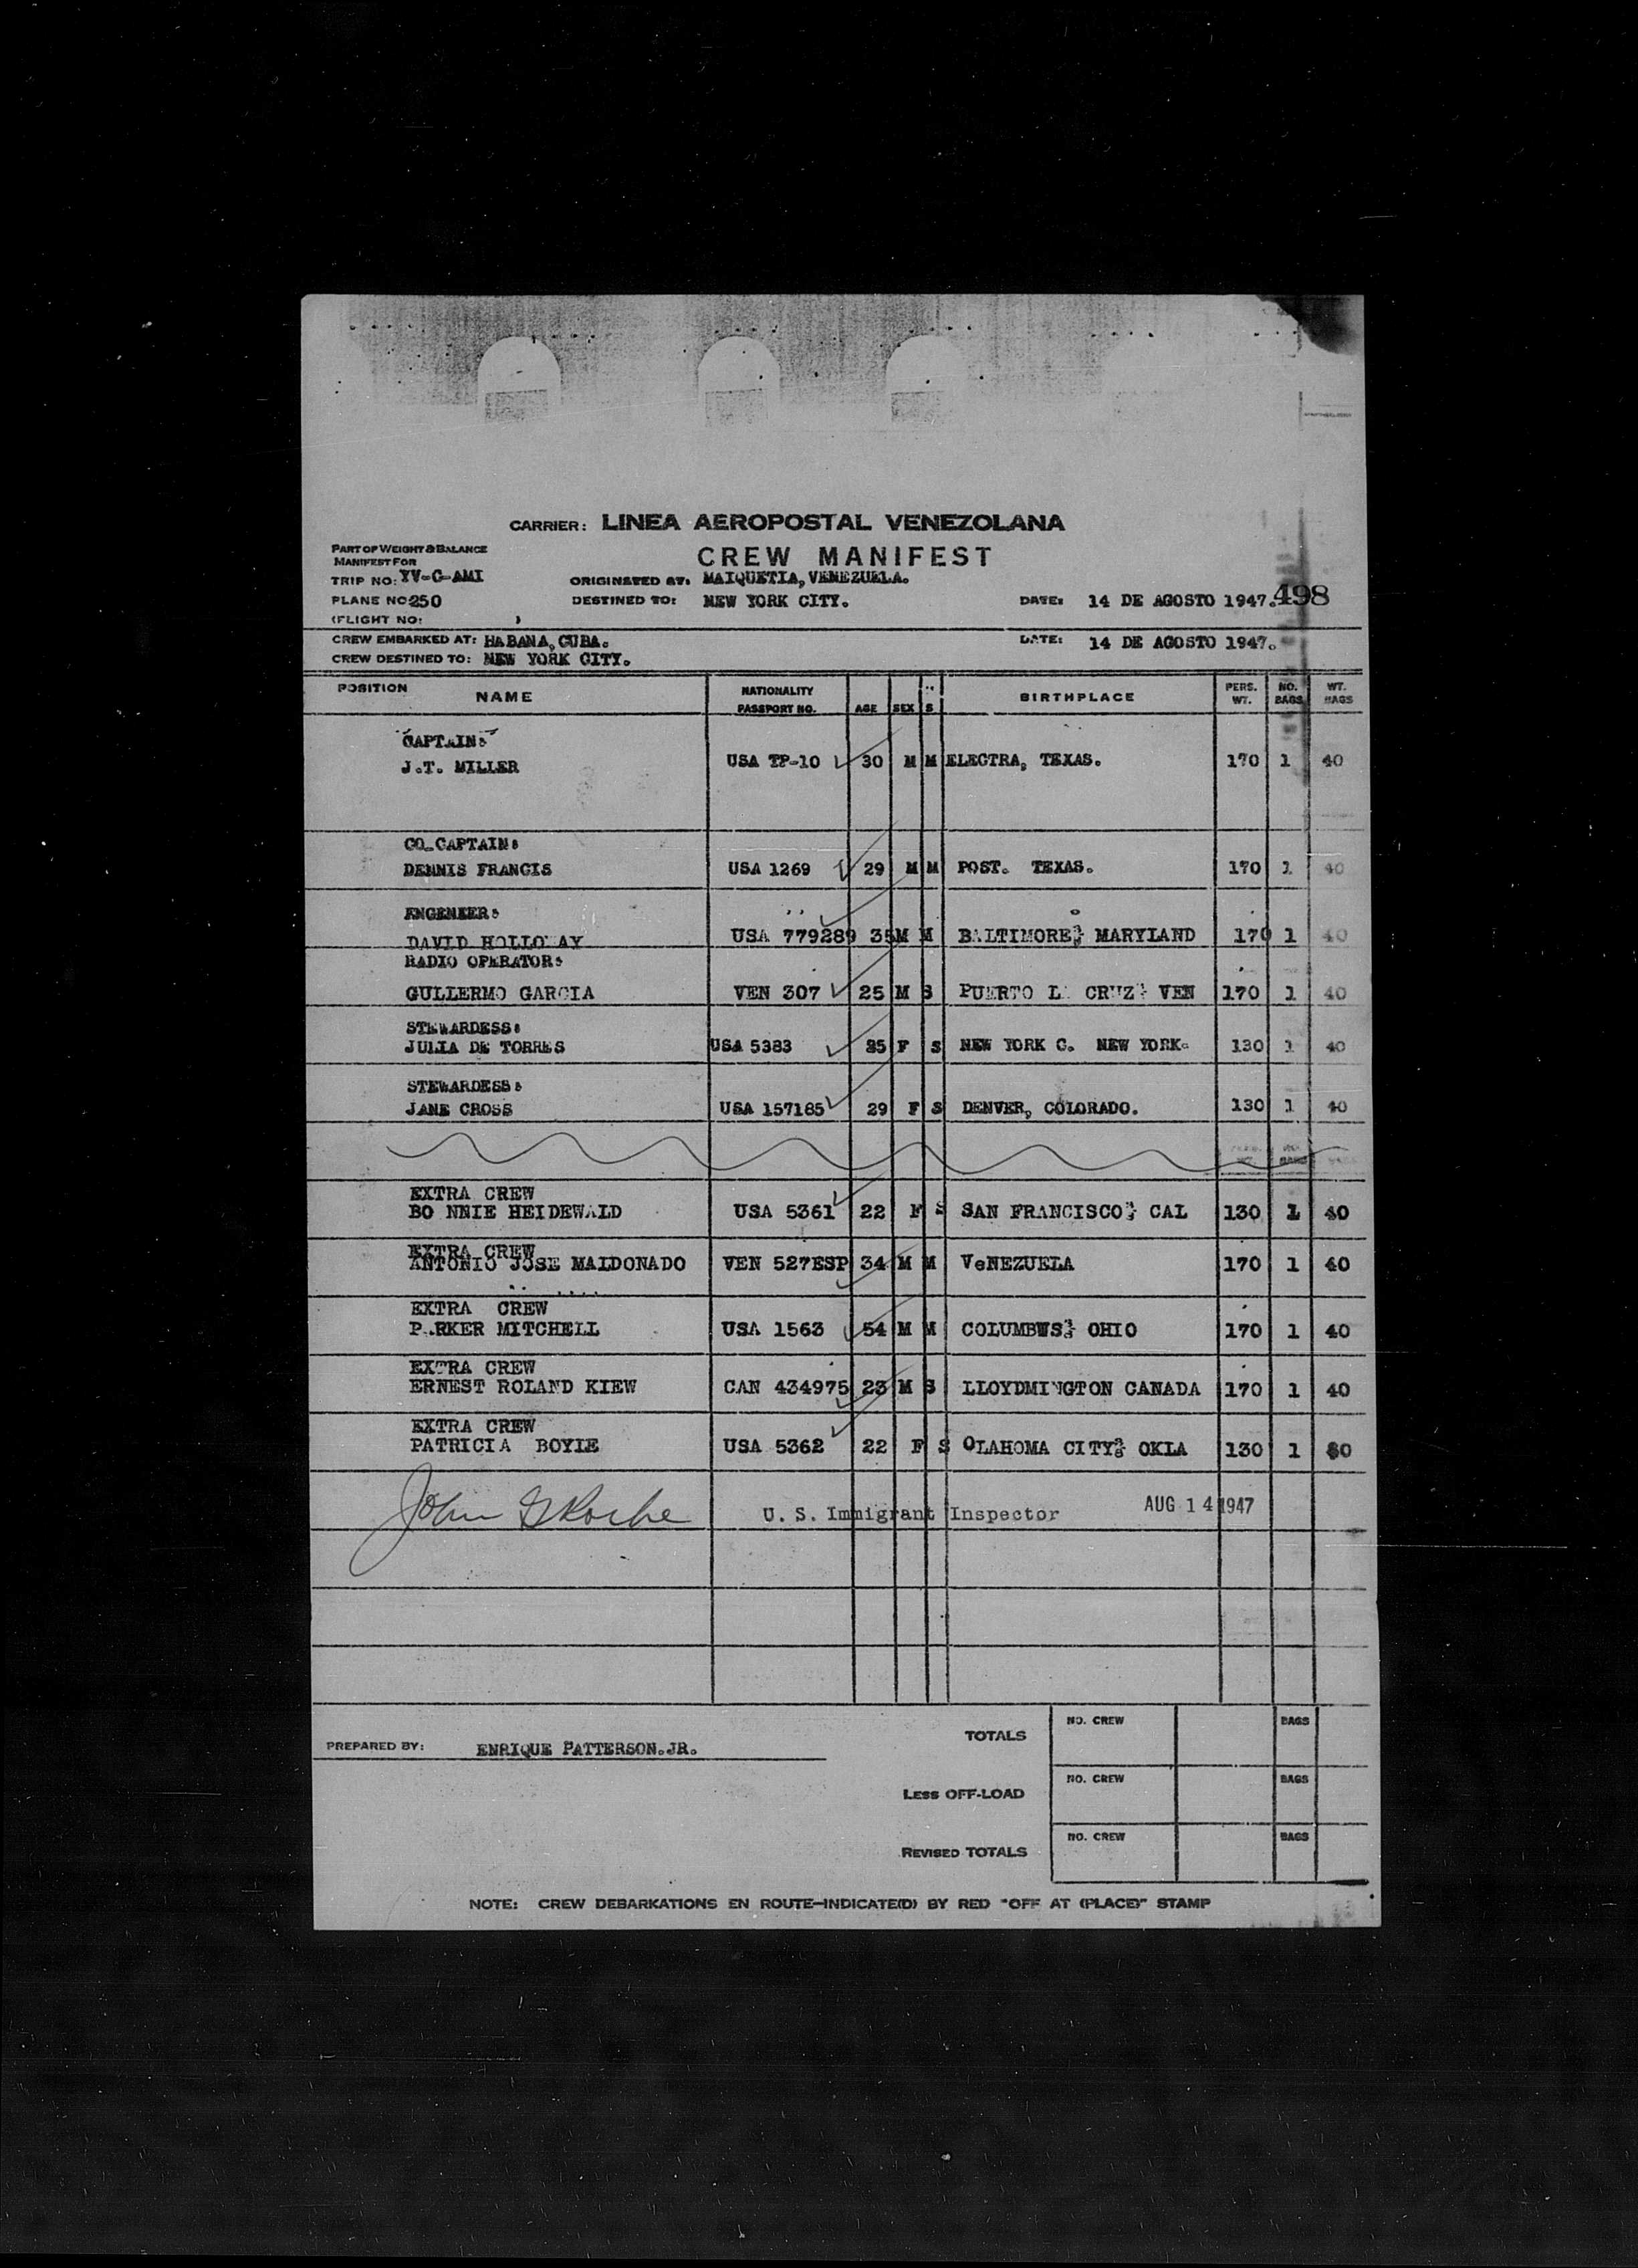 CARRIER: LINEA AEROPOSTAL VENEZOLANA
PART OF WEIGHT & BALANCE
MANIFEST FOR
CREW MANIFEST
TRIP NO: YV-C-AMI ORIGINATED AT: MAIQUETIA, VENEZUELA.
PLANE NO 250 DESTINED TO: NEW YORK CITY. DATE: 14 DE AGOSTO 1947. 498
(FLIGHT NO: )
CREW EMBARKED AT: HABANA, CUBA. DATE: 14 DE AGOSTO 1947.
CREW DESTINED TO: NEW YORK CITY.
POSITION NAME NATIONALITY PASSPORT NO. AGE SEX S BIRTHPLACE PERS. WT. NO. BAGS WT. BAGS
CAPTAIN:
J.T. MILLER USA TP-10 30 M M ELECTRA, TEXAS. 170 1 40
CO_CAPTAIN:
DENNIS FRANCIS USA 1269 29 M M POST. TEXAS. 170 1 40
ENGENEER:
DAVID HOLLOWAY USA 779289 35 M M BALTIMORE; MARYLAND 170 1 40
RADIO OPERATOR:
GULLERMO GARCIA VEN 307 25 M S PUERTO LA CRUZ; VEN 170 1 40
STEWARDESS:
JULIA DE TORRES USA 5383 35 F S NEW YORK C. NEW YORK. 130 1 40
STEWARDESS:
JANE CROSS USA 157185 29 F S DENVER, COLORADO. 130 1 40
EXTRA CREW
BO NNIE HEIDEWALD USA 5361 22 F S SAN FRANCISCO; CAL 130 1 40
EXTRA CREW
ANTONIO JOSE MALDONADO VEN 527ESP 34 M M VeNEZUELA 170 1 40
EXTRA CREW
PARKER MITCHELL USA 1563 54 M M COLUMBUS; OHIO 170 1 40
EXTRA CREW
ERNEST ROLAND KIEW CAN 434975 23 M S LLOYDMINGTON CANADA 170 1 40
EXTRA CREW
PATRICIA BOYLE USA 5362 22 F S OLAHOMA CITY; OKLA 130 1
John G Roche U. S. Immigrant Inspector AUG 14 1947
TOTALS NO. CREW BAGS
PREPARED BY: ENRIQUE PATTERSON.JR.
LESS OFF-LOAD NO. CREW BAGS
REVISED TOTALS NO. CREW BAGS
NOTE: CREW DEBARKATIONS EN ROUTE—INDICATE(D) BY RED "OFF AT (PLACE)" STAMP